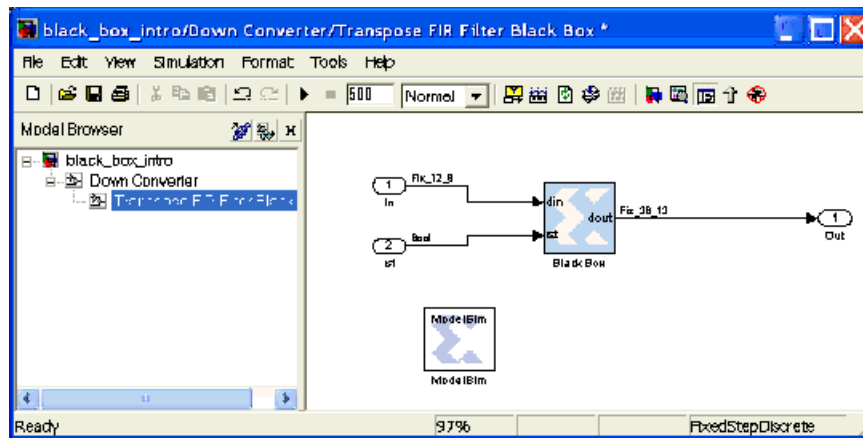 black_box_intro/Down Converter/Transpose FIR Filter Black Box *
File Edit View Simulation Format Tools Help
500 Normal
Model Browser
black_box_intro
Down Converter
1
In
Fix_12_9
din
dout
1
Out
2
rst
Bool
rst
Black Box
ModelSim
ModelSim
Ready 97% FixedStepDiscrete